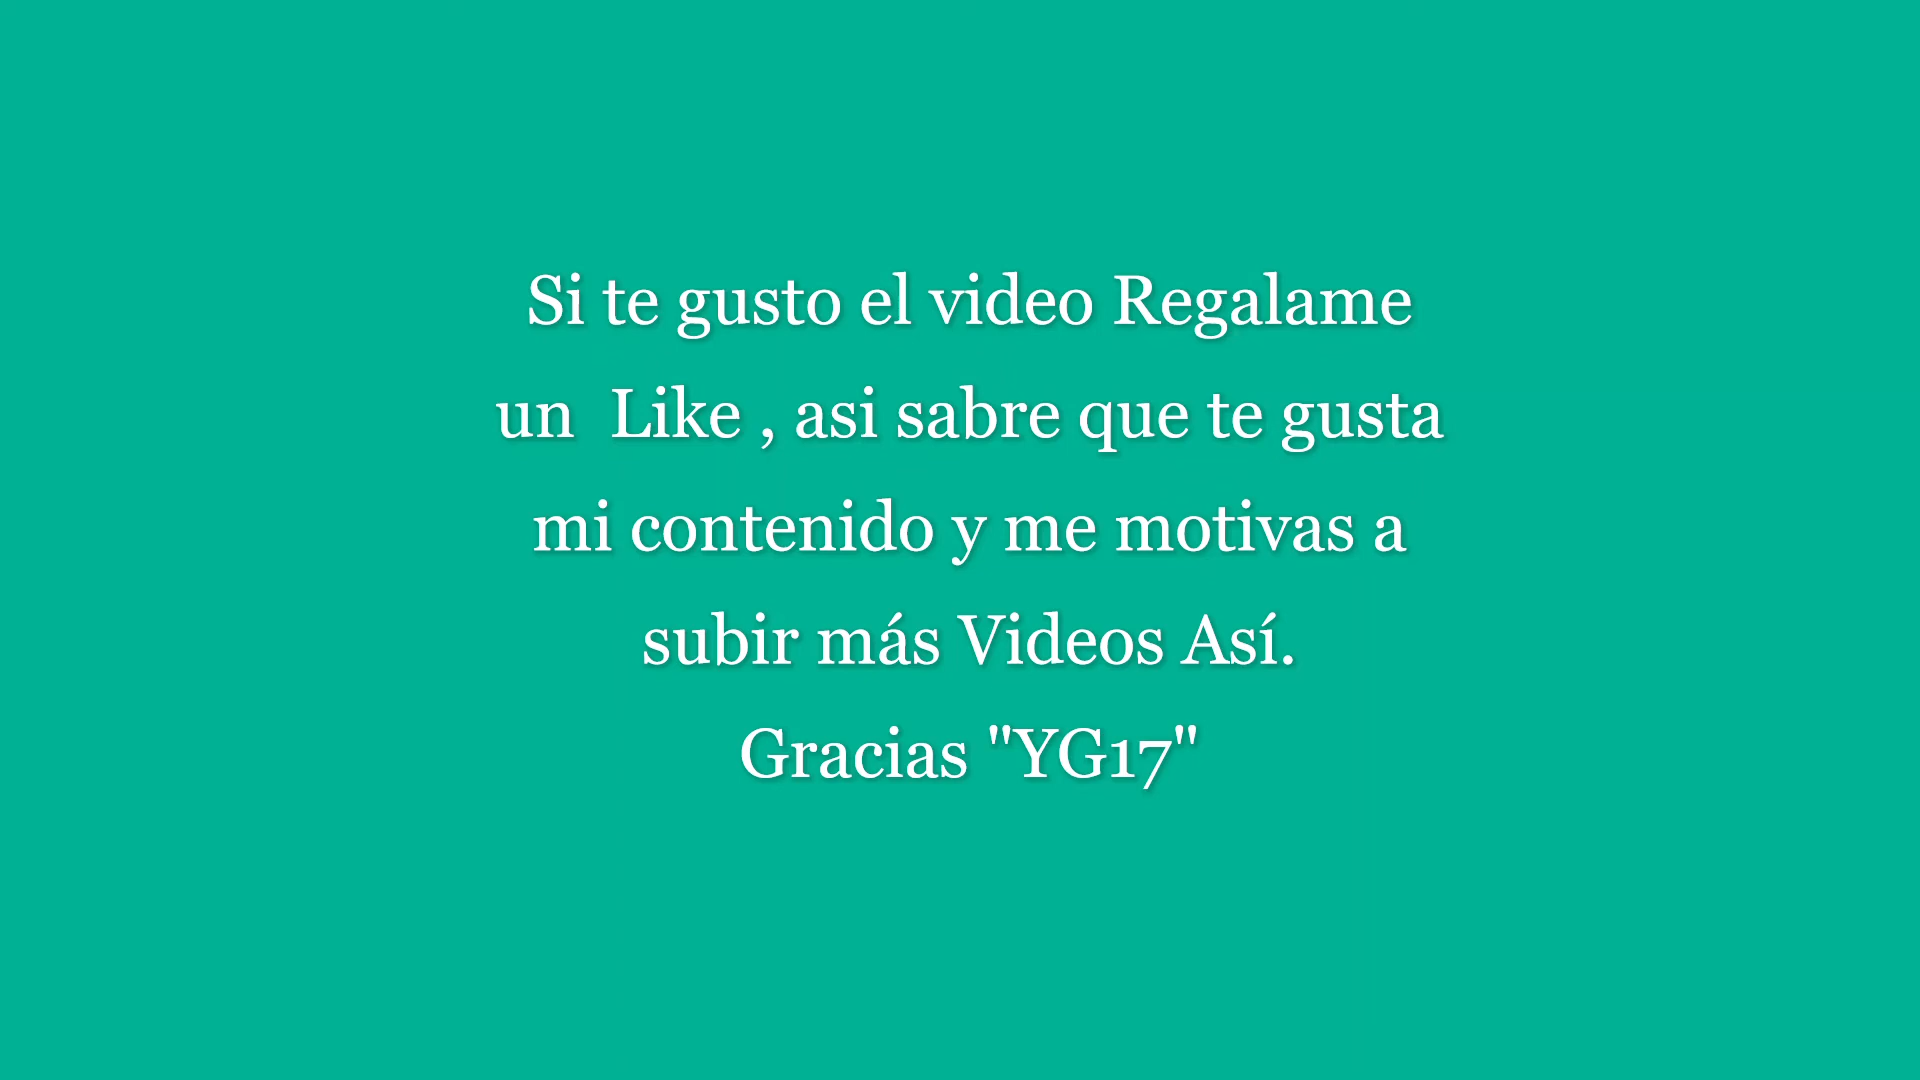 Si te gusto el video Regalame
un  Like , asi sabre que te gusta
mi contenido y me motivas a
subir más Videos Así.
Gracias "YG17"